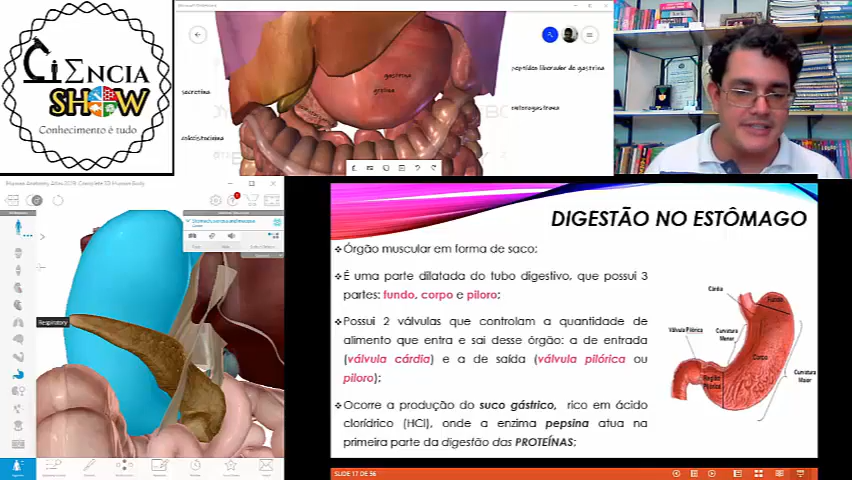 CiÊNCIA
SHOW
Conhecimento é tudo
secretina
colecistocinina
gastrina
grelina
peptídeo liberador de gastrina
enterogastrona
Respiratory
DIGESTÃO NO ESTÔMAGO
❖Órgão muscular em forma de saco;
❖É uma parte dilatada do tubo digestivo, que possui 3
partes: fundo, corpo e piloro;
❖Possui 2 válvulas que controlam a quantidade de
alimento que entra e sai desse órgão: a de entrada
(válvula cárdia) e a de saída (válvula pilórica ou
piloro);
❖Ocorre a produção do suco gástrico, rico em ácido
clorídrico (HCl), onde a enzima pepsina atua na
primeira parte da digestão das PROTEÍNAS;
Cárdia
Fundo
Válvula Pilórica
Curvatura
Menor
Corpo
Região
Pilórica
Curvatura
Maior
SLIDE 17 DE 56